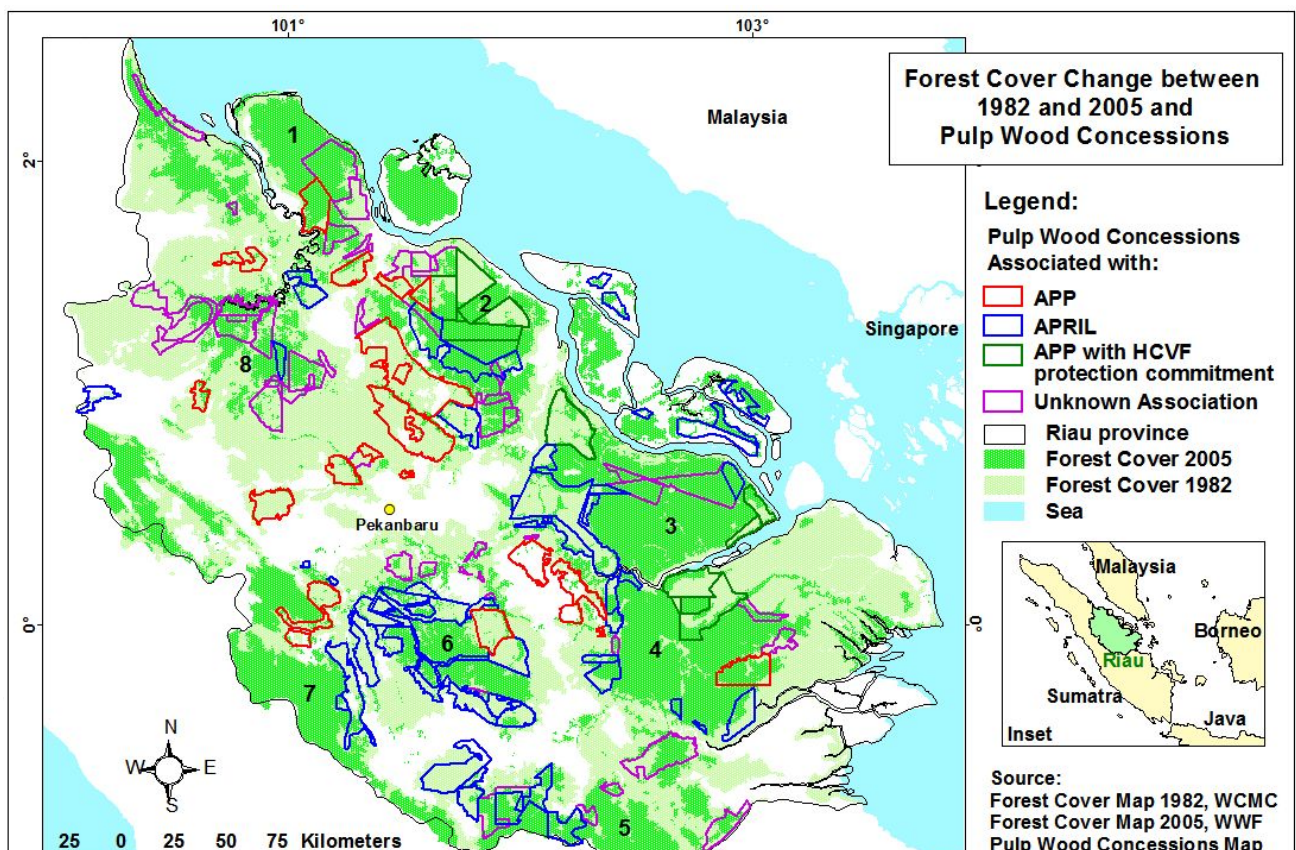 101°
103°
Forest Cover Change between
1982 and 2005 and
Pulp Wood Concessions
Malaysia
Singapore
2°
0°
0°
1
2
3
4
5
6
7
8
Pekanbaru
N
W E
S
25 0 25 50 75 Kilometers
Legend:
Pulp Wood Concessions
Associated with:
APP
APRIL
APP with HCVF
protection commitment
Unknown Association
Riau province
Forest Cover 2005
Forest Cover 1982
Sea
Malaysia
Borneo
Riau
Sumatra
Java
Inset
Source:
Forest Cover Map 1982, WCMC
Forest Cover Map 2005, WWF
Pulp Wood Concessions Map